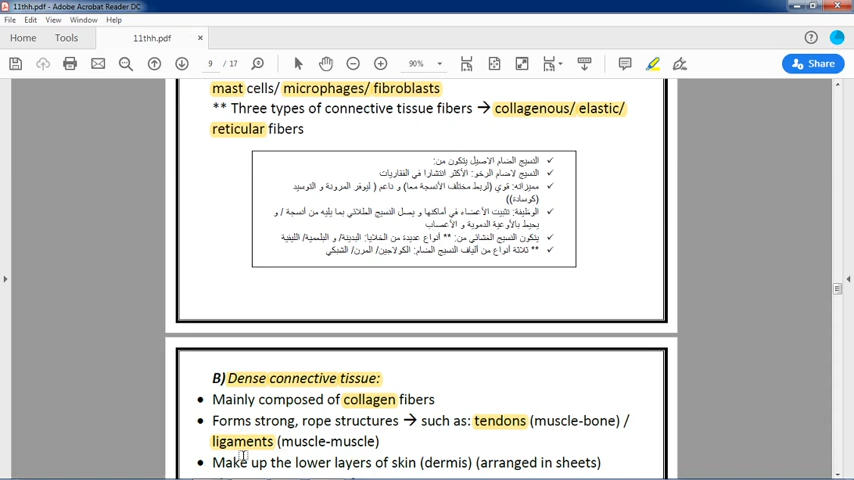 11thh.pdf - Adobe Acrobat Reader DC
File Edit View Window Help
Home Tools 11thh.pdf ×
9 / 17 90% Share
mast cells/ microphages/ fibroblasts
** Three types of connective tissue fibers → collagenous/ elastic/
reticular fibers
✓ النسيج الضام الاصيل يتكون من:
✓ النسيج لاضام الرخو: الأكثر انتشارا في الفقاريات
✓ مميزاته: قوي (لربط مختلف الأنسجة معا) و داعم ( ليوفر المرونة و التوسيد
(كوسادة))
✓ الوظيفة: تثبيت الأعضاء في أماكنها و يصل النسيج الطلائي بما يليه من أنسجة / و
يحيط بالأوعية الدموية و الأعصاب
✓ يتكون النسيج الخشائي من: ** أنواع عديدة من الخلايا: البدينة/ و البلعمية/ الليفية
✓ ** ثلاثة أنواع من ألياف النسيج الضام: الكولاجين/ المرن/ الشبكي
B) Dense connective tissue:
• Mainly composed of collagen fibers
• Forms strong, rope structures → such as: tendons (muscle-bone) /
ligaments (muscle-muscle)
• Make up the lower layers of skin (dermis) (arranged in sheets)